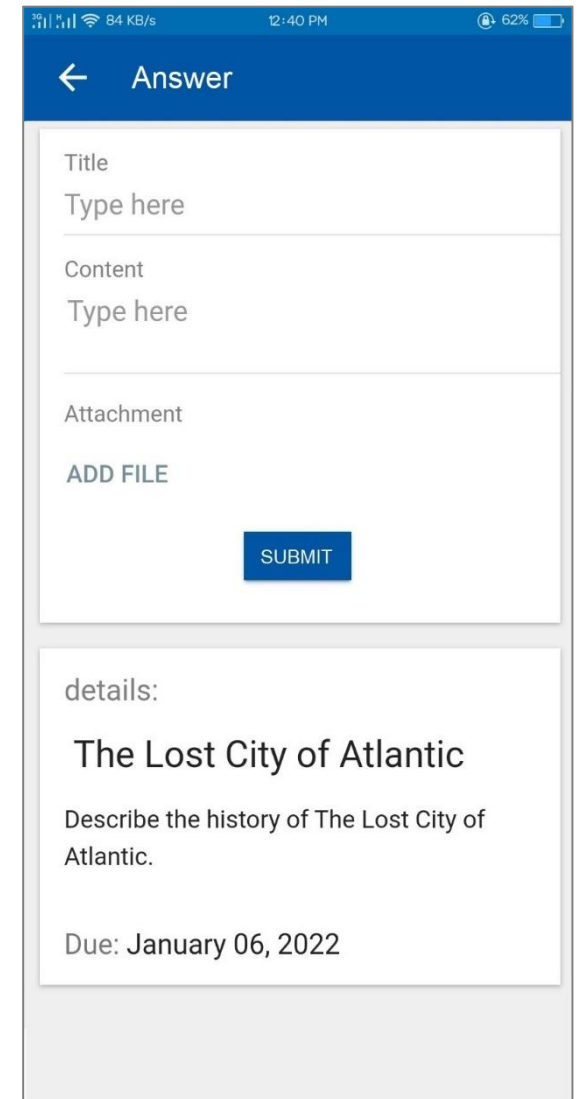 3G H 84 KB/s 12:40 PM 62%
Answer
Title
Type here
Content
Type here
Attachment
ADD FILE
SUBMIT
details:
The Lost City of Atlantic
Describe the history of The Lost City of
Atlantic.
Due: January 06, 2022